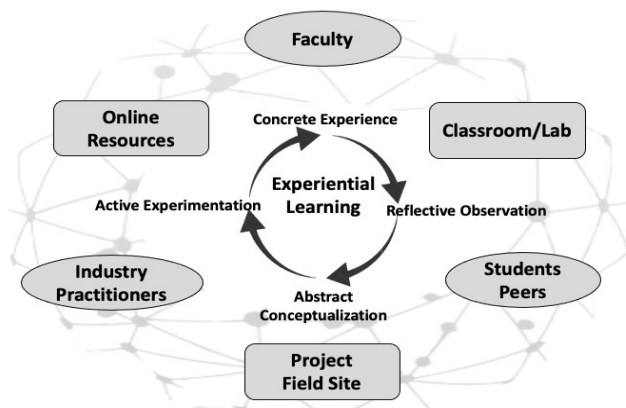 Faculty
Online
Resources
Concrete Experience
Classroom/Lab
Experiential
Learning
Active Experimentation
Reflective Observation
Industry
Practitioners
Students
Peers
Abstract
Conceptualization
Project
Field Site